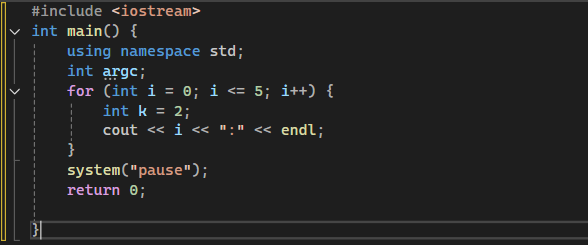 #include <iostream>
int main() {
using namespace std;
int argc;
for (int i = 0; i <= 5; i++) {
int k = 2;
cout << i << ":" << endl;
}
system("pause");
return 0;
}